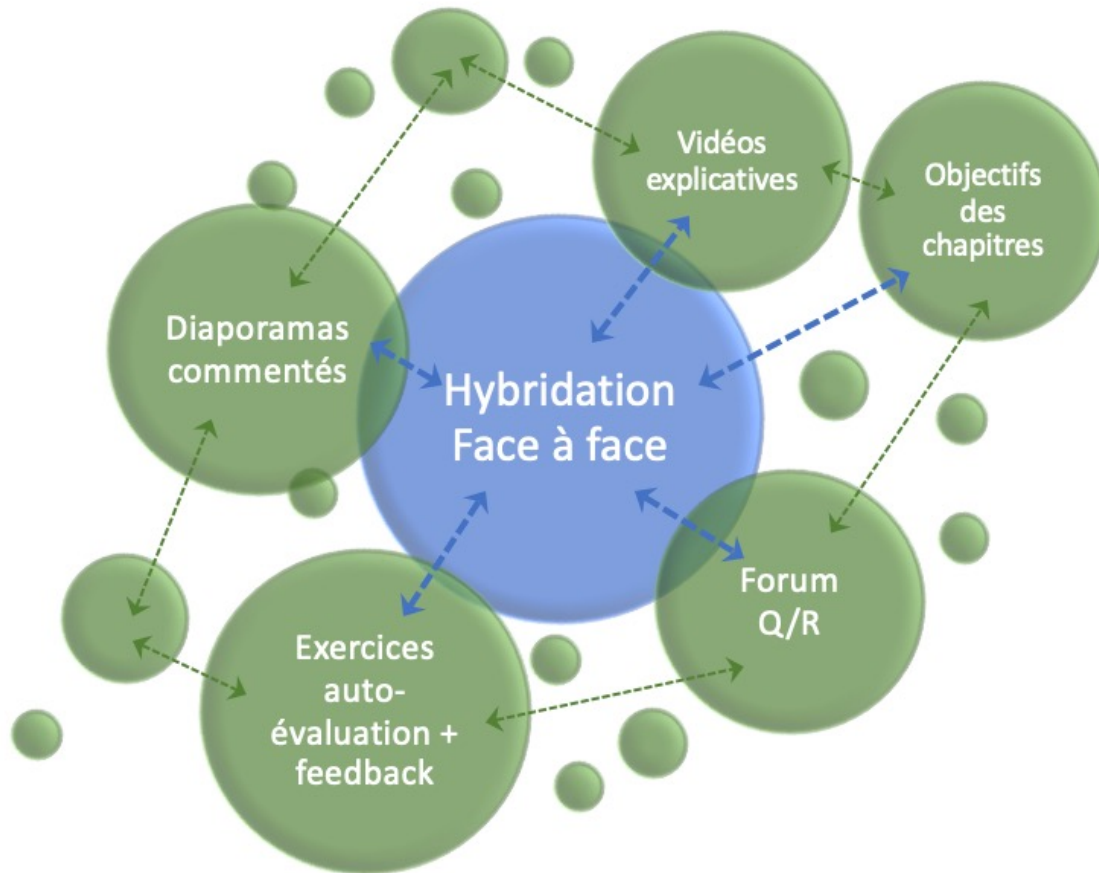 Vidéos
explicatives
Objectifs
des
chapitres
Diaporamas
commentés
Hybridation
Face à face
Forum
Q/R
Exercices
auto-
évaluation +
feedback